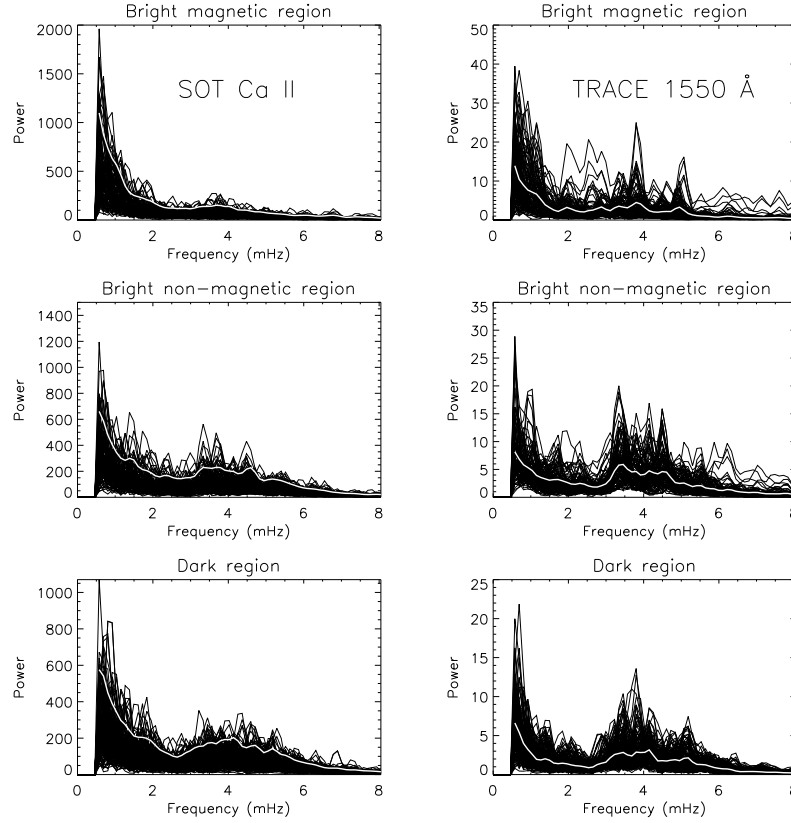 Bright magnetic region
SOT Ca II
Power
2000
1500
1000
500
0
0 2 4 6 8
Frequency (mHz)
Bright magnetic region
TRACE 1550 Å
Power
50
40
30
20
10
0
0 2 4 6 8
Frequency (mHz)
Bright non-magnetic region
Power
1400
1200
1000
800
600
400
200
0
0 2 4 6 8
Frequency (mHz)
Bright non-magnetic region
Power
35
30
25
20
15
10
5
0
0 2 4 6 8
Frequency (mHz)
Dark region
Power
1000
800
600
400
200
0
0 2 4 6 8
Frequency (mHz)
Dark region
Power
25
20
15
10
5
0
0 2 4 6 8
Frequency (mHz)